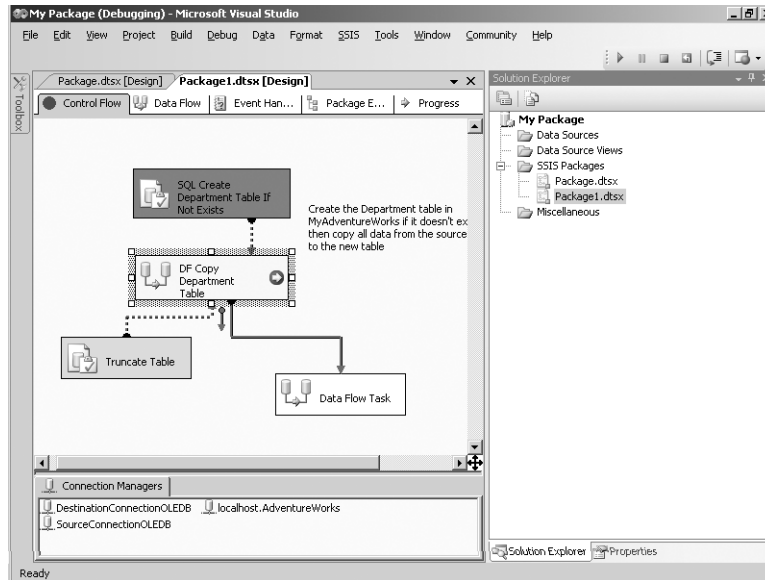 My Package (Debugging) - Microsoft Visual Studio
File Edit View Project Build Debug Data Format SSIS Tools Window Community Help
Toolbox
Package.dtsx [Design] Package1.dtsx [Design]
Control Flow Data Flow Event Han... Package E... Progress
SQL Create
Department Table If
Not Exists
Create the Department table in
MyAdventureWorks if it doesn't ex
then copy all data from the source
to the new table
DF Copy
Department
Table
Truncate Table
Data Flow Task
Connection Managers
DestinationConnectionOLEDB localhost.AdventureWorks
SourceConnectionOLEDB
Solution Explorer
My Package
Data Sources
Data Source Views
SSIS Packages
Package.dtsx
Package1.dtsx
Miscellaneous
Solution Explorer Properties
Ready